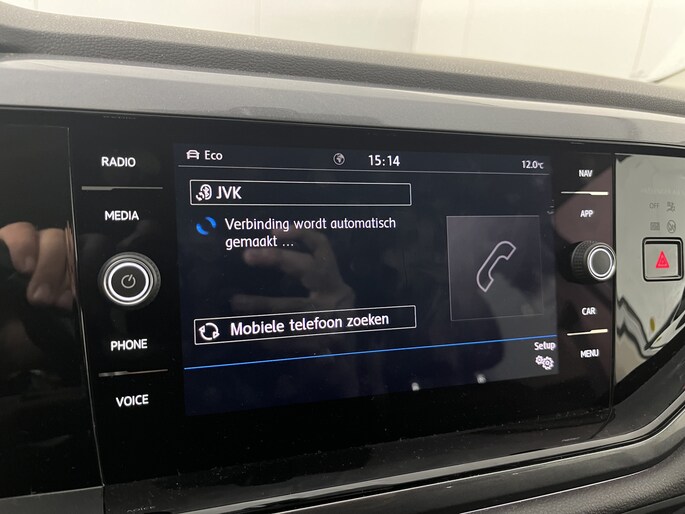 RADIO
MEDIA
PHONE
VOICE
Eco
15:14
12.0°C
JVK
Verbinding wordt automatisch
gemaakt ...
Mobiele telefoon zoeken
Setup
NAV
APP
CAR
MENU
OFF